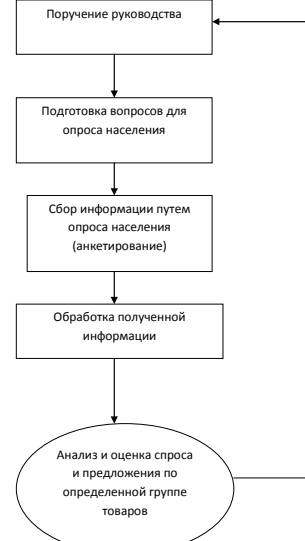 Поручение руководства
Подготовка вопросов для
опроса населения
Сбор информации путем
опроса населения
(анкетирование)
Обработка полученной
информации
Анализ и оценка спроса
и предложения по
определенной группе
товаров